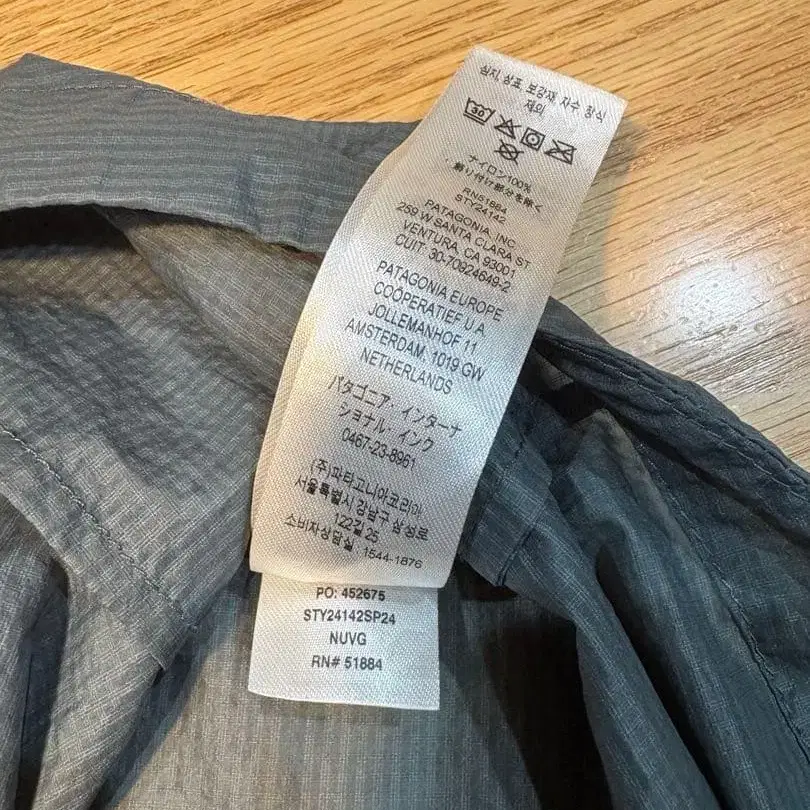 심지, 상표, 보강재, 자수 장식
제외
30
ナイロン100%
飾り付け部分を除く
RN51884
STY24142
PATAGONIA, INC.
259 W SANTA CLARA ST
VENTURA, CA 93001
CUIT: 30-70924649-2
PATAGONIA EUROPE
COÖPERATIEF U.A.
JOLLEMANHOF 11
AMSTERDAM, 1019 GW
NETHERLANDS
パタゴニア・インターナ
ショナル・インク
0467-23-8961
(주)파타고니아코리아
서울특별시 강남구 삼성로
122길 25
소비자상담실 1544-1876
PO: 452675
STY24142SP24
NUVG
RN# 51884